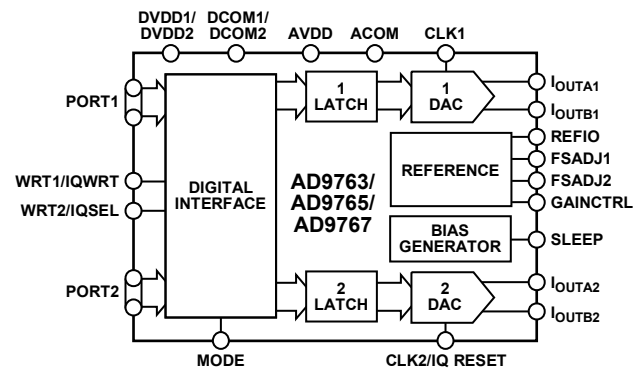 DVDD1/
DVDD2
DCOM1/
DCOM2
AVDD
ACOM
CLK1
PORT1
WRT1/IQWRT
WRT2/IQSEL
PORT2
DIGITAL
INTERFACE
1
LATCH
1
DAC
AD9763/
AD9765/
AD9767
REFERENCE
BIAS
GENERATOR
2
LATCH
2
DAC
IOUTA1
IOUTB1
REFIO
FSADJ1
FSADJ2
GAINCTRL
SLEEP
IOUTA2
IOUTB2
MODE
CLK2/IQ RESET